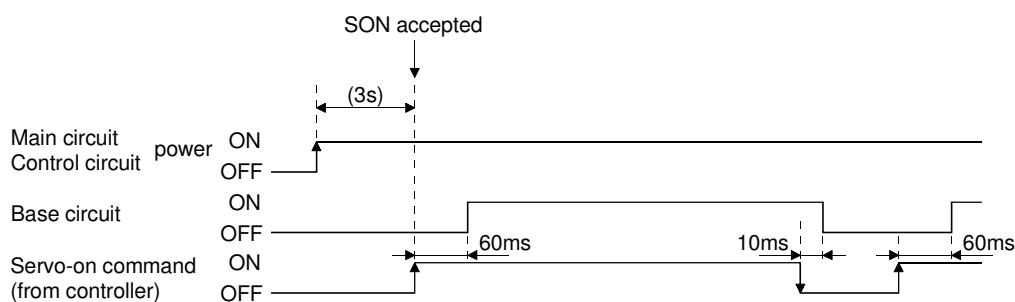 SON accepted
(3s)
Main circuit
Control circuit
power
ON
OFF
Base circuit
ON
OFF
60ms
10ms
60ms
Servo-on command
(from controller)
ON
OFF